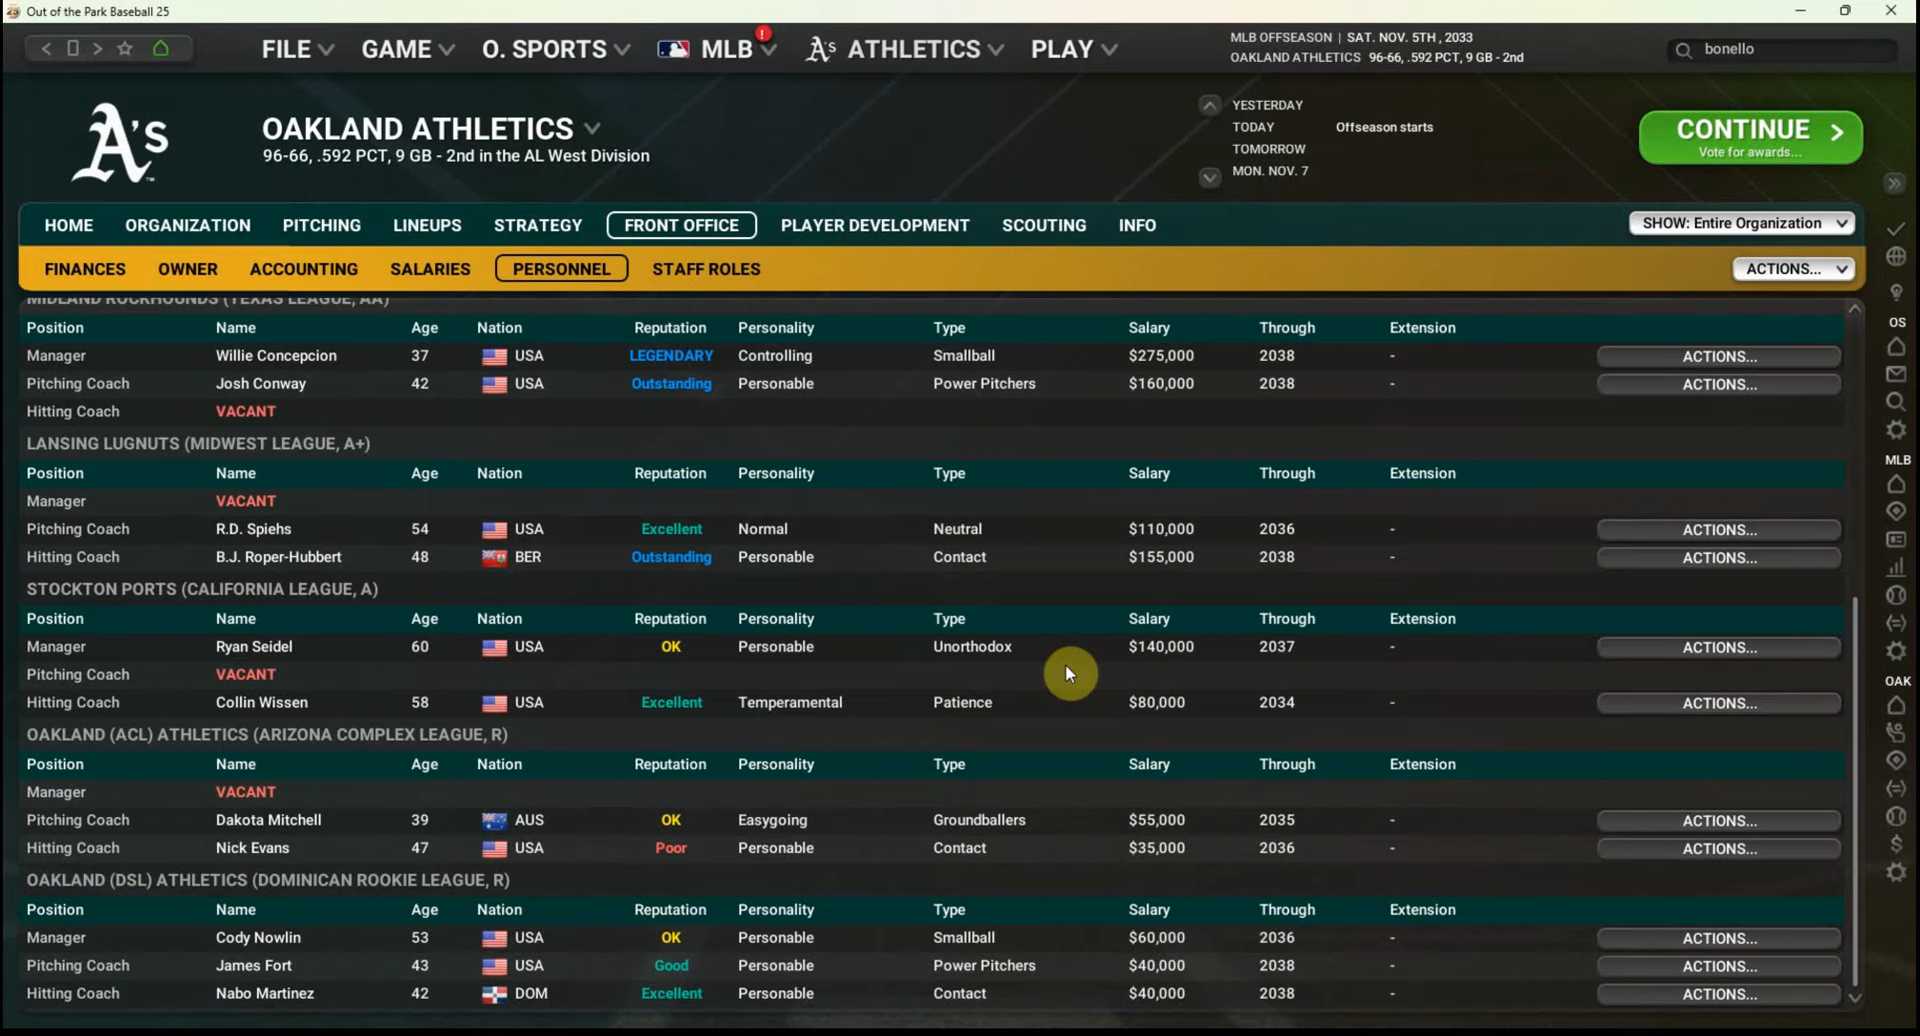 Out of the Park Baseball 25
FILE GAME O. SPORTS MLB ! A's ATHLETICS PLAY
MLB OFFSEASON | SAT. NOV. 5TH , 2033
OAKLAND ATHLETICS 96-66, .592 PCT, 9 GB - 2nd
bonello
A's
OAKLAND ATHLETICS
96-66, .592 PCT, 9 GB - 2nd in the AL West Division
YESTERDAY
TODAY Offseason starts
TOMORROW
MON. NOV. 7
CONTINUE
Vote for awards...
HOME ORGANIZATION PITCHING LINEUPS STRATEGY FRONT OFFICE PLAYER DEVELOPMENT SCOUTING INFO SHOW: Entire Organization
FINANCES OWNER ACCOUNTING SALARIES PERSONNEL STAFF ROLES ACTIONS...
MIDLAND ROCKHOUNDS (TEXAS LEAGUE, AA)
Position Name Age Nation Reputation Personality Type Salary Through Extension
Manager Willie Concepcion 37 USA LEGENDARY Controlling Smallball $275,000 2038 - ACTIONS...
Pitching Coach Josh Conway 42 USA Outstanding Personable Power Pitchers $160,000 2038 - ACTIONS...
Hitting Coach VACANT
LANSING LUGNUTS (MIDWEST LEAGUE, A+)
Position Name Age Nation Reputation Personality Type Salary Through Extension
Manager VACANT
Pitching Coach R.D. Spiehs 54 USA Excellent Normal Neutral $110,000 2036 - ACTIONS...
Hitting Coach B.J. Roper-Hubbert 48 BER Outstanding Personable Contact $155,000 2038 - ACTIONS...
STOCKTON PORTS (CALIFORNIA LEAGUE, A)
Position Name Age Nation Reputation Personality Type Salary Through Extension
Manager Ryan Seidel 60 USA OK Personable Unorthodox $140,000 2037 - ACTIONS...
Pitching Coach VACANT
Hitting Coach Collin Wissen 58 USA Excellent Temperamental Patience $80,000 2034 - ACTIONS...
OAKLAND (ACL) ATHLETICS (ARIZONA COMPLEX LEAGUE, R)
Position Name Age Nation Reputation Personality Type Salary Through Extension
Manager VACANT
Pitching Coach Dakota Mitchell 39 AUS OK Easygoing Groundballers $55,000 2035 - ACTIONS...
Hitting Coach Nick Evans 47 USA Poor Personable Contact $35,000 2036 - ACTIONS...
OAKLAND (DSL) ATHLETICS (DOMINICAN ROOKIE LEAGUE, R)
Position Name Age Nation Reputation Personality Type Salary Through Extension
Manager Cody Nowlin 53 USA OK Personable Smallball $60,000 2036 - ACTIONS...
Pitching Coach James Fort 43 USA Good Personable Power Pitchers $40,000 2038 - ACTIONS...
Hitting Coach Nabo Martinez 42 DOM Excellent Personable Contact $40,000 2038 - ACTIONS...
OS
MLB
OAK